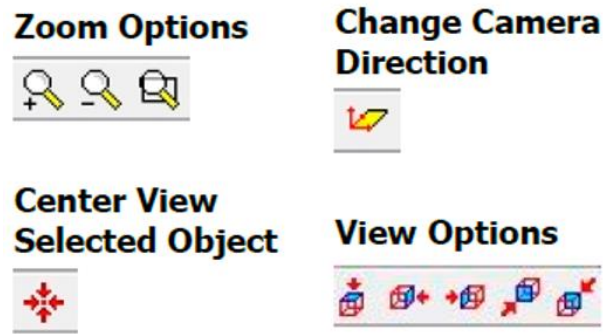 Zoom Options
Change Camera
Direction
Center View
Selected Object
View Options